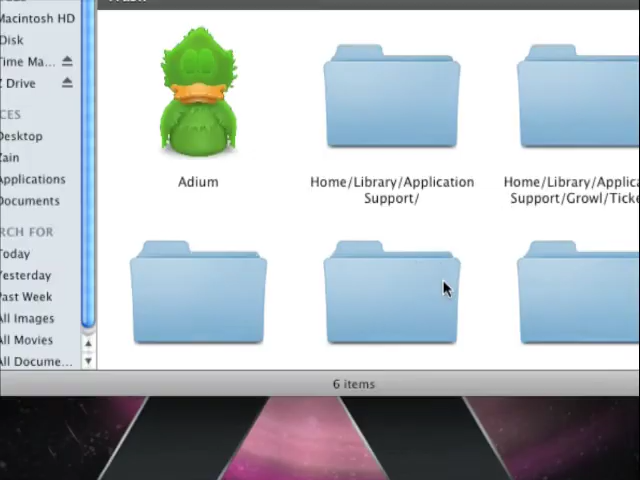 Macintosh HD
Disk
Time Ma...
Z Drive
CES
Desktop
Zain
Applications
Documents
RCH FOR
Today
Yesterday
Past Week
All Images
All Movies
All Docume...
Adium
Home/Library/Application
Support/
Home/Library/Applica
Support/Growl/Ticke
6 items